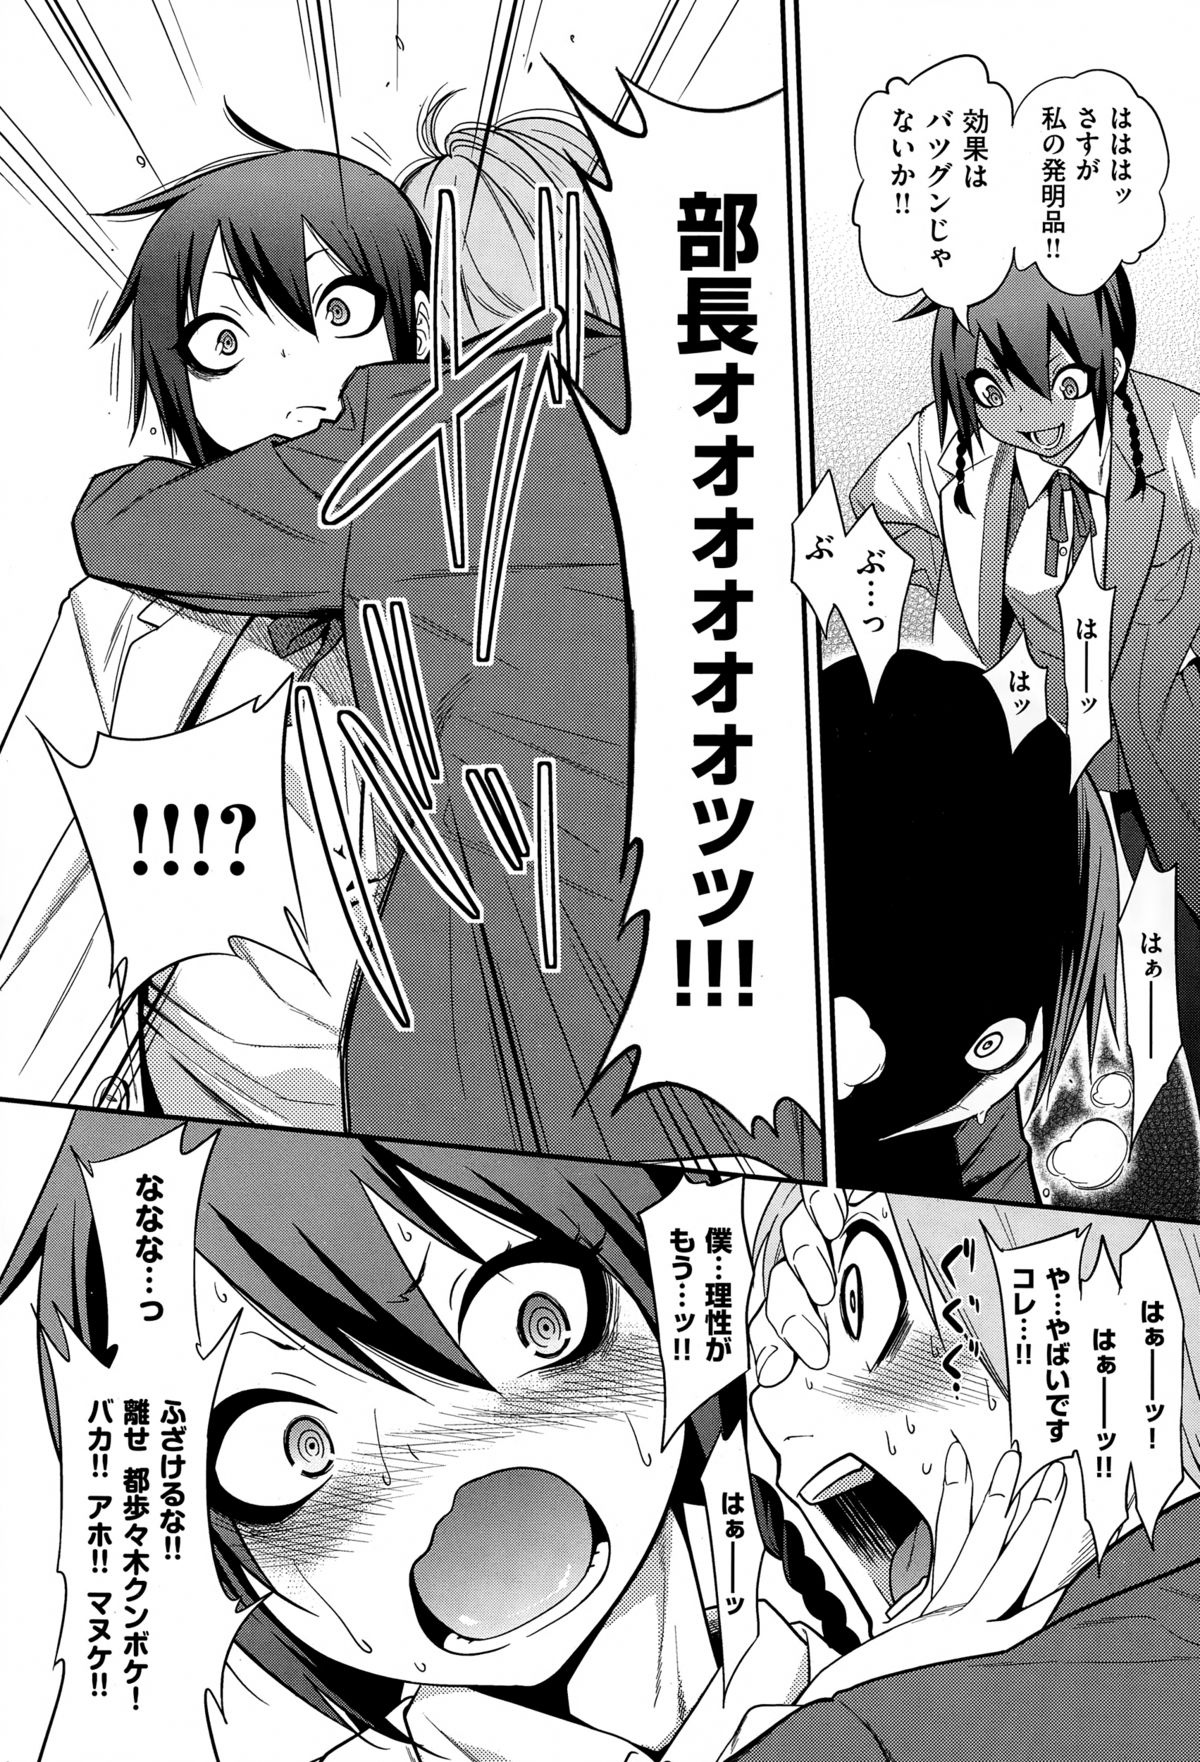 はははッ
さすが
私の発明品!!
効果は
バツグンじゃ
ないか!!
はーッ
はッ
ぶ…っ
ぶ
はぁー
部長ォオオオオオオォッッ!!!
!!!?
はぁーッ!
はぁーッ!!
や…やばいです
コレ…!!
僕…理性が
もう…ッ!!
はぁーッ
ななな…っ
ふざけるな!!
離せ 都歩々木クンボケ!
バカ!! アホ!! マヌケ!!